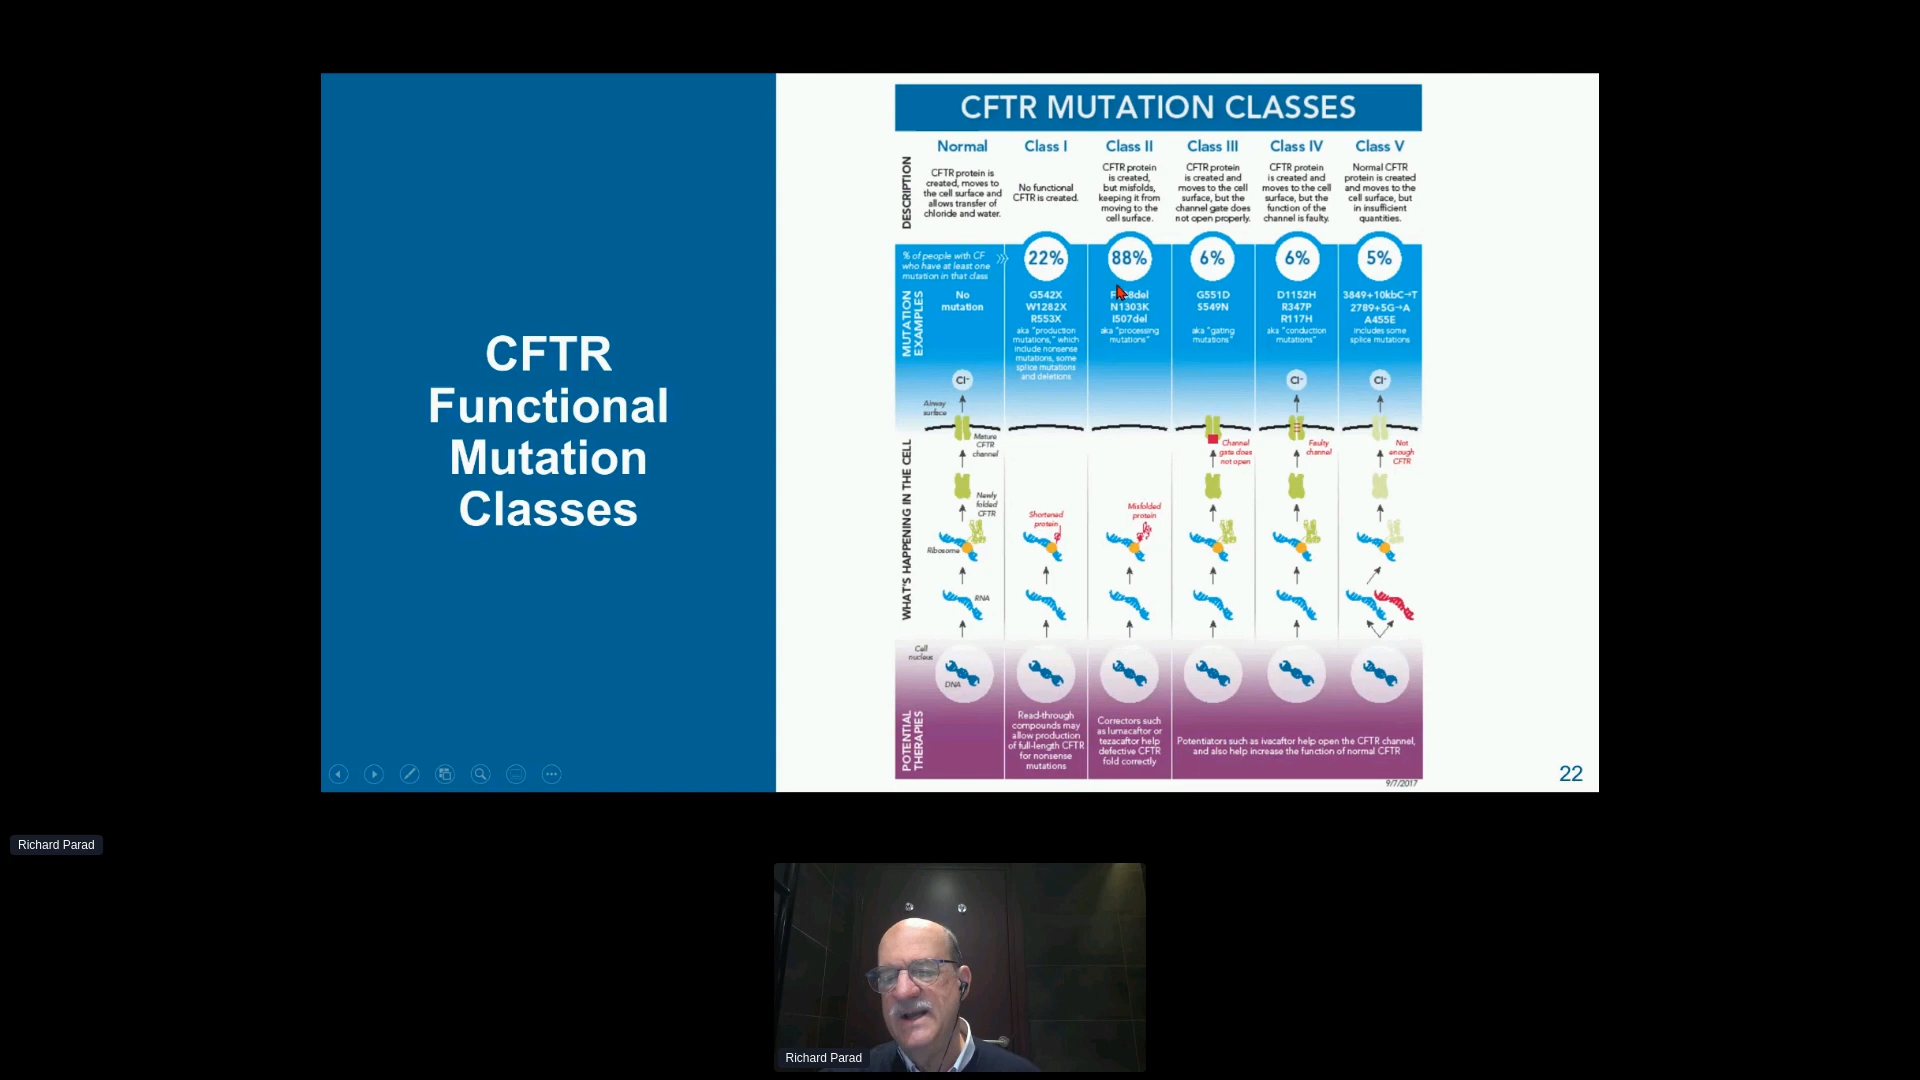 CFTR
Functional
Mutation
Classes
CFTR MUTATION CLASSES
DESCRIPTION
Normal
CFTR protein is
created, moves to
the cell surface and
allows transfer of
chloride and water.
Class I
No functional
CFTR is created.
Class II
CFTR protein
is created,
but misfolds,
keeping it from
moving to the
cell surface.
Class III
CFTR protein
is created and
moves to the cell
surface, but the
channel gate does
not open properly.
Class IV
CFTR protein
is created and
moves to the cell
surface, but the
function of the
channel is faulty.
Class V
Normal CFTR
protein is created
and moves to the
cell surface, but
in insufficient
quantities.
% of people with CF
who have at least one
mutation in that class
22%
88%
6%
6%
5%
MUTATION
EXAMPLES
No
mutation
G542X
W1282X
R553X
aka "production
mutations," which
include nonsense
mutations, some
splice mutations
and deletions
N1303K
I507del
aka "processing
mutations"
G551D
S549N
aka "gating
mutations"
D1152H
R347P
R117H
aka "conduction
mutations"
3849+10kbC→T
2789+5G→A
A455E
includes some
splice mutations
WHAT'S HAPPENING IN THE CELL
Cl-
Cl-
Cl-
Airway
surface
Mature
CFTR
channel
Channel
gate does
not open
Faulty
channel
Not
enough
CFTR
Newly
folded
CFTR
Shortened
protein
Misfolded
protein
Ribosome
RNA
Cell
nucleus
DNA
POTENTIAL
THERAPIES
Read-through
compounds may
allow production
of full-length CFTR
for nonsense
mutations
Correctors such
as lumacaftor or
tezacaftor help
defective CFTR
fold correctly
Potentiators such as ivacaftor help open the CFTR channel,
and also help increase the function of normal CFTR
9/7/2017
22
Richard Parad
Richard Parad